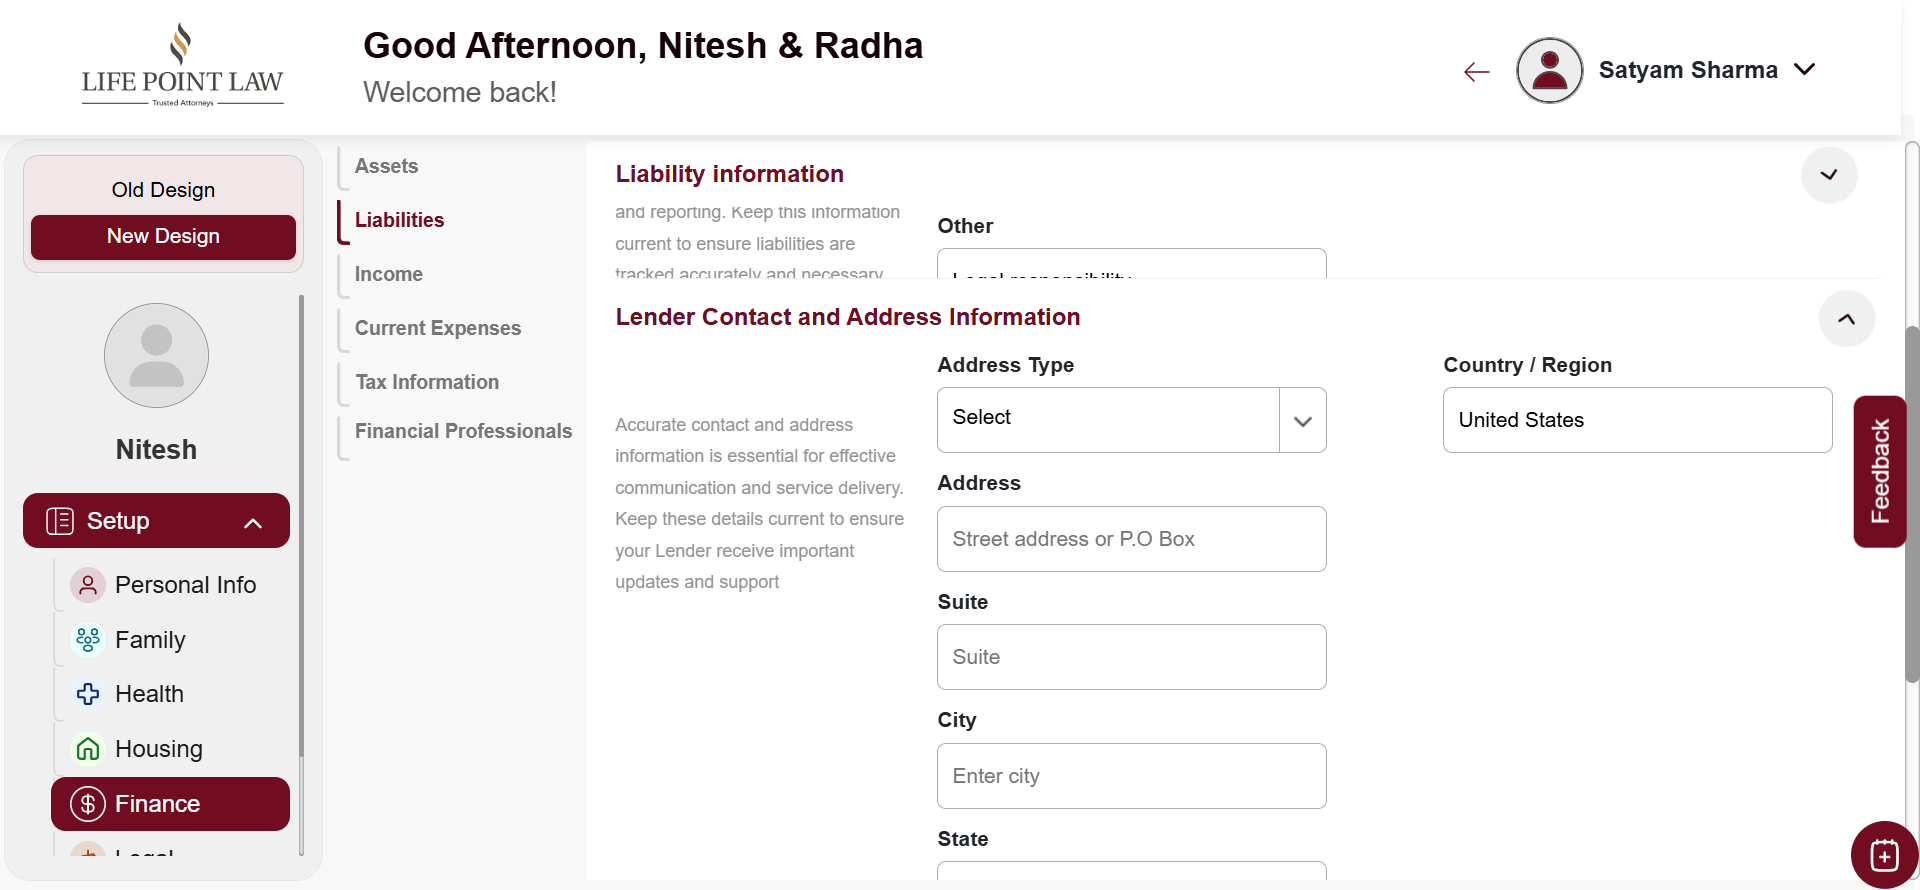 LIFE POINT LAW
Trusted Attorneys
Good Afternoon, Nitesh & Radha
Welcome back!
Satyam Sharma
Old Design
New Design
Nitesh
Setup
Personal Info
Family
Health
Housing
Finance
Legal
Assets
Liabilities
Income
Current Expenses
Tax Information
Financial Professionals
Liability information
and reporting. Keep this information
current to ensure liabilities are
tracked accurately and necessary
Other
Legal responsibility
Lender Contact and Address Information
Accurate contact and address
information is essential for effective
communication and service delivery.
Keep these details current to ensure
your Lender receive important
updates and support
Address Type
Select
Country / Region
United States
Address
Street address or P.O Box
Suite
Suite
City
Enter city
State
Feedback